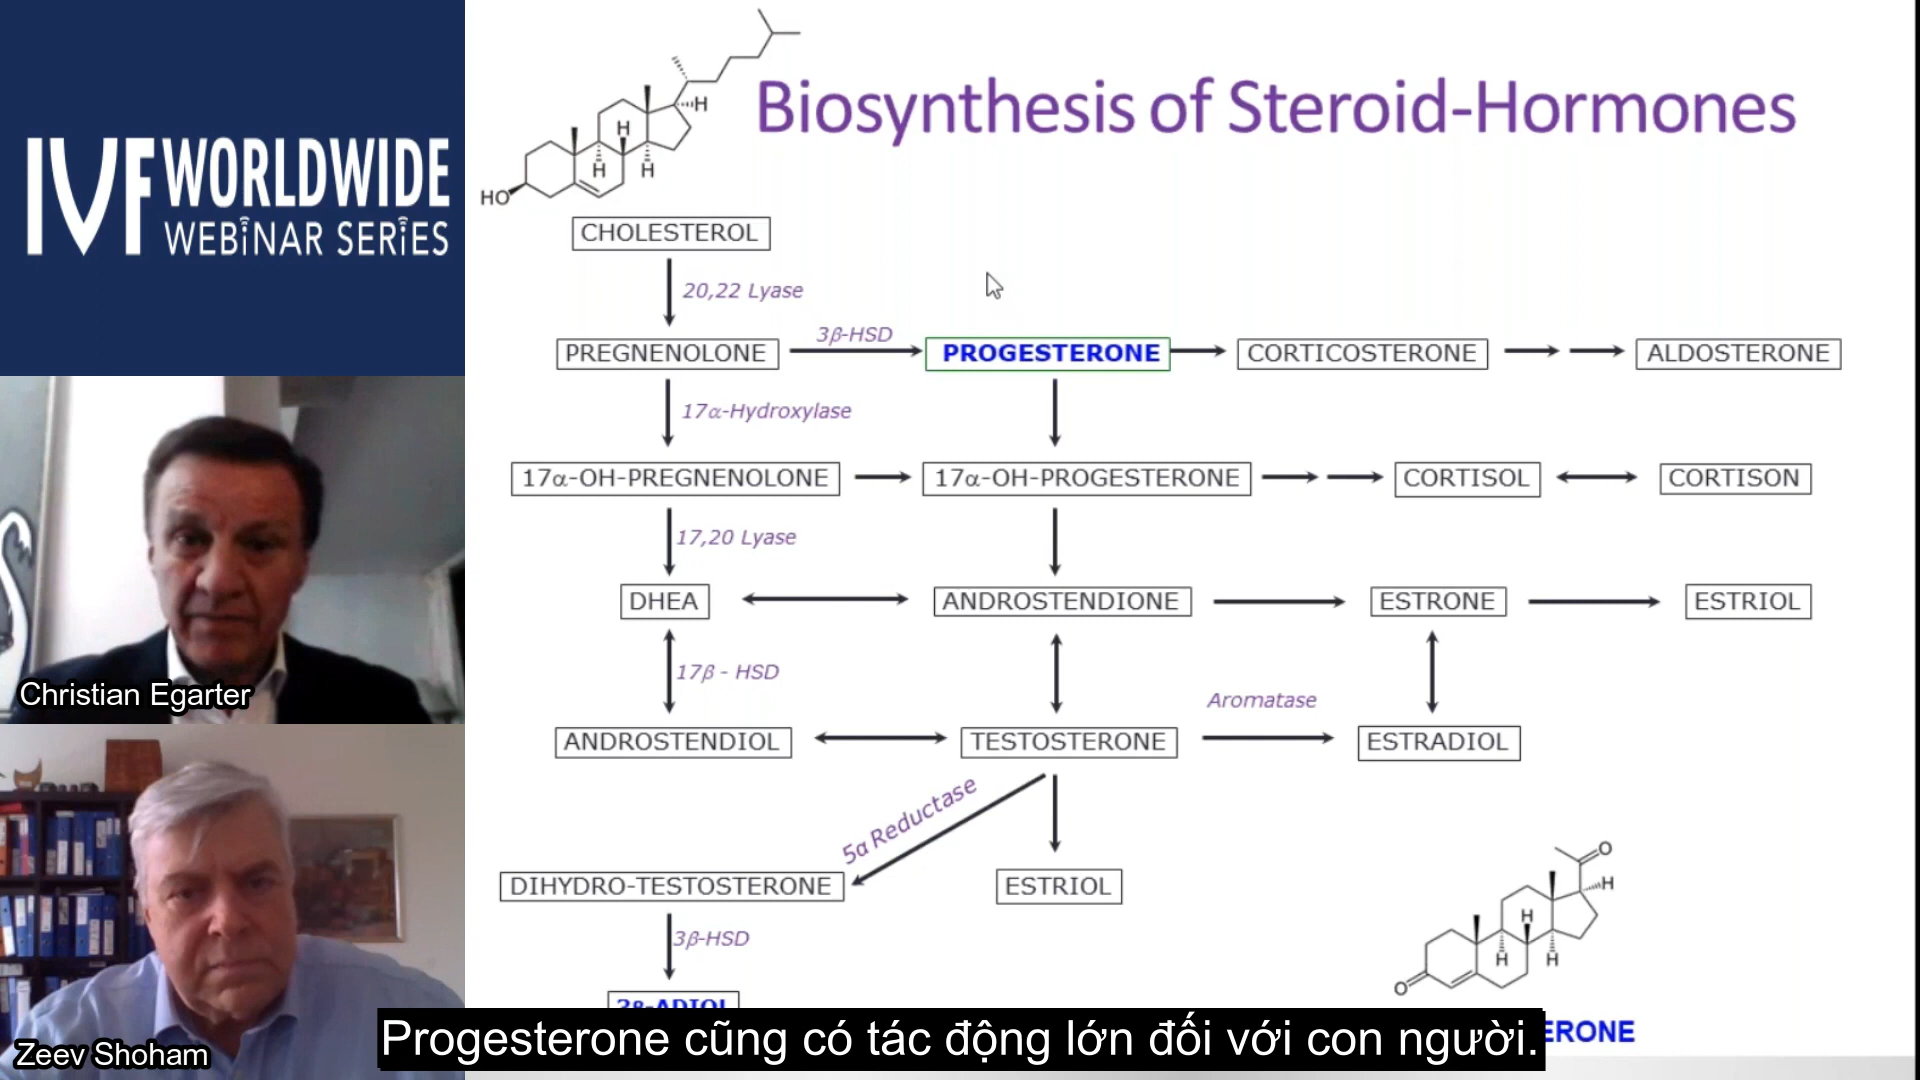 IVF WORLDWIDE
WEBINAR SERIES
Biosynthesis of Steroid-Hormones
H
H
H
H
HO
CHOLESTEROL
20,22 Lyase
PREGNENOLONE
3β-HSD
PROGESTERONE
CORTICOSTERONE
ALDOSTERONE
17α-Hydroxylase
17α-OH-PREGNENOLONE
17α-OH-PROGESTERONE
CORTISOL
CORTISON
17,20 Lyase
DHEA
ANDROSTENDIONE
ESTRONE
ESTRIOL
17β - HSD
Aromatase
ANDROSTENDIOL
TESTOSTERONE
ESTRADIOL
5α Reductase
DIHYDRO-TESTOSTERONE
ESTRIOL
3β-HSD
3β-ADIOL
O
H
H
H
H
O
ERONE
Christian Egarter
Zeev Shoham
Progesterone cũng có tác động lớn đối với con người.